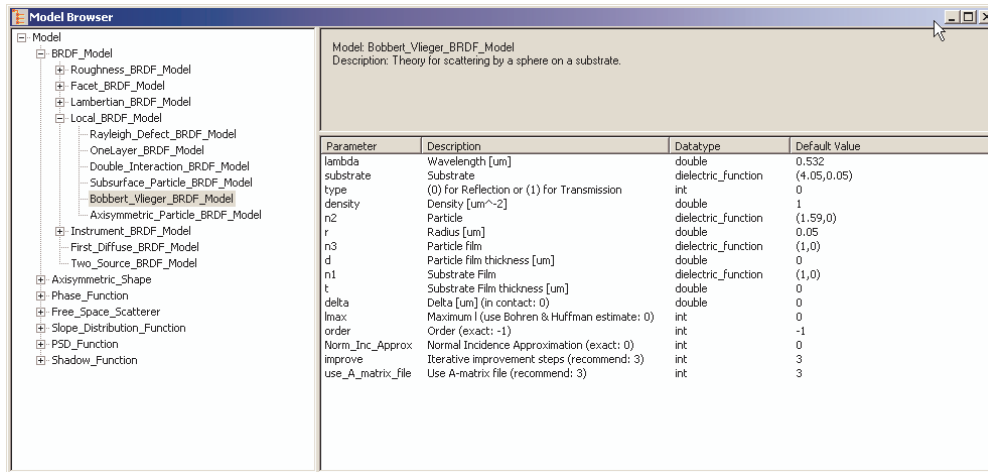 Model Browser
Model
BRDF_Model
Roughness_BRDF_Model
Facet_BRDF_Model
Lambertian_BRDF_Model
Local_BRDF_Model
Rayleigh_Defect_BRDF_Model
OneLayer_BRDF_Model
Double_Interaction_BRDF_Model
Subsurface_Particle_BRDF_Model
Bobbert_Vlieger_BRDF_Model
Axisymmetric_Particle_BRDF_Model
Instrument_BRDF_Model
First_Diffuse_BRDF_Model
Two_Source_BRDF_Model
Axisymmetric_Shape
Phase_Function
Free_Space_Scatterer
Slope_Distribution_Function
PSD_Function
Shadow_Function
Model: Bobbert_Vlieger_BRDF_Model
Description: Theory for scattering by a sphere on a substrate.
Parameter Description Datatype Default Value
lambda Wavelength [um] double 0.532
substrate Substrate dielectric_function (4.05,0.05)
type (0) for Reflection or (1) for Transmission int 0
density Density [um^-2] double 1
n2 Particle dielectric_function (1.59,0)
r Radius [um] double 0.05
n3 Particle film dielectric_function (1,0)
d Particle film thickness [um] double 0
n1 Substrate Film dielectric_function (1,0)
t Substrate Film thickness [um] double 0
delta Delta [um] (in contact: 0) double 0
lmax Maximum l (use Bohren & Huffman estimate: 0) int 0
order Order (exact: -1) int -1
Norm_Inc_Approx Normal Incidence Approximation (exact: 0) int 0
improve Iterative improvement steps (recommend: 3) int 3
use_A_matrix_file Use A-matrix file (recommend: 3) int 3